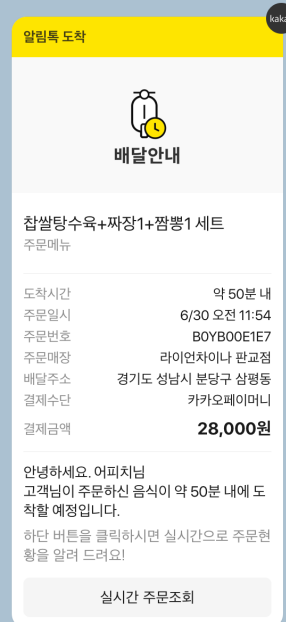 알림톡 도착
kaka
배달안내
찹쌀탕수육+짜장1+짬뽕1 세트
주문메뉴
도착시간 약 50분 내
주문일시 6/30 오전 11:54
주문번호 B0YB00E1E7
주문매장 라이언차이나 판교점
배달주소 경기도 성남시 분당구 삼평동
결제수단 카카오페이머니
결제금액 28,000원
안녕하세요. 어피치님
고객님이 주문하신 음식이 약 50분 내에 도
착할 예정입니다.
하단 버튼을 클릭하시면 실시간으로 주문현
황을 알려 드려요!
실시간 주문조회